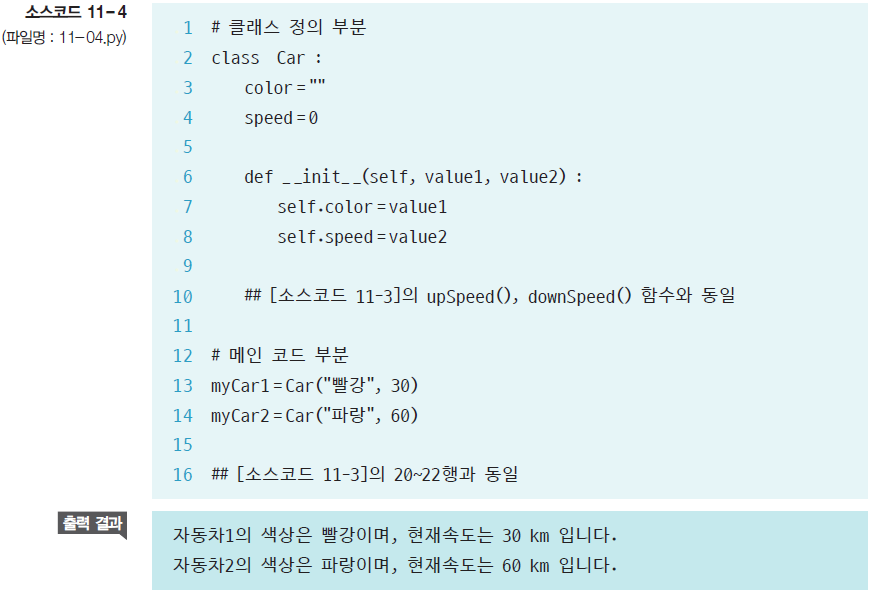 소스코드 11-4
(파일명 : 11-04.py)
1 # 클래스 정의 부분
2 class Car :
3 color = ""
4 speed = 0
5
6 def __init__(self, value1, value2) :
7 self.color = value1
8 self.speed = value2
9
10 ## [소스코드 11-3]의 upSpeed(), downSpeed() 함수와 동일
11
12 # 메인 코드 부분
13 myCar1 = Car("빨강", 30)
14 myCar2 = Car("파랑", 60)
15
16 ## [소스코드 11-3]의 20~22행과 동일
출력 결과
자동차1의 색상은 빨강이며, 현재속도는 30 km 입니다.
자동차2의 색상은 파랑이며, 현재속도는 60 km 입니다.